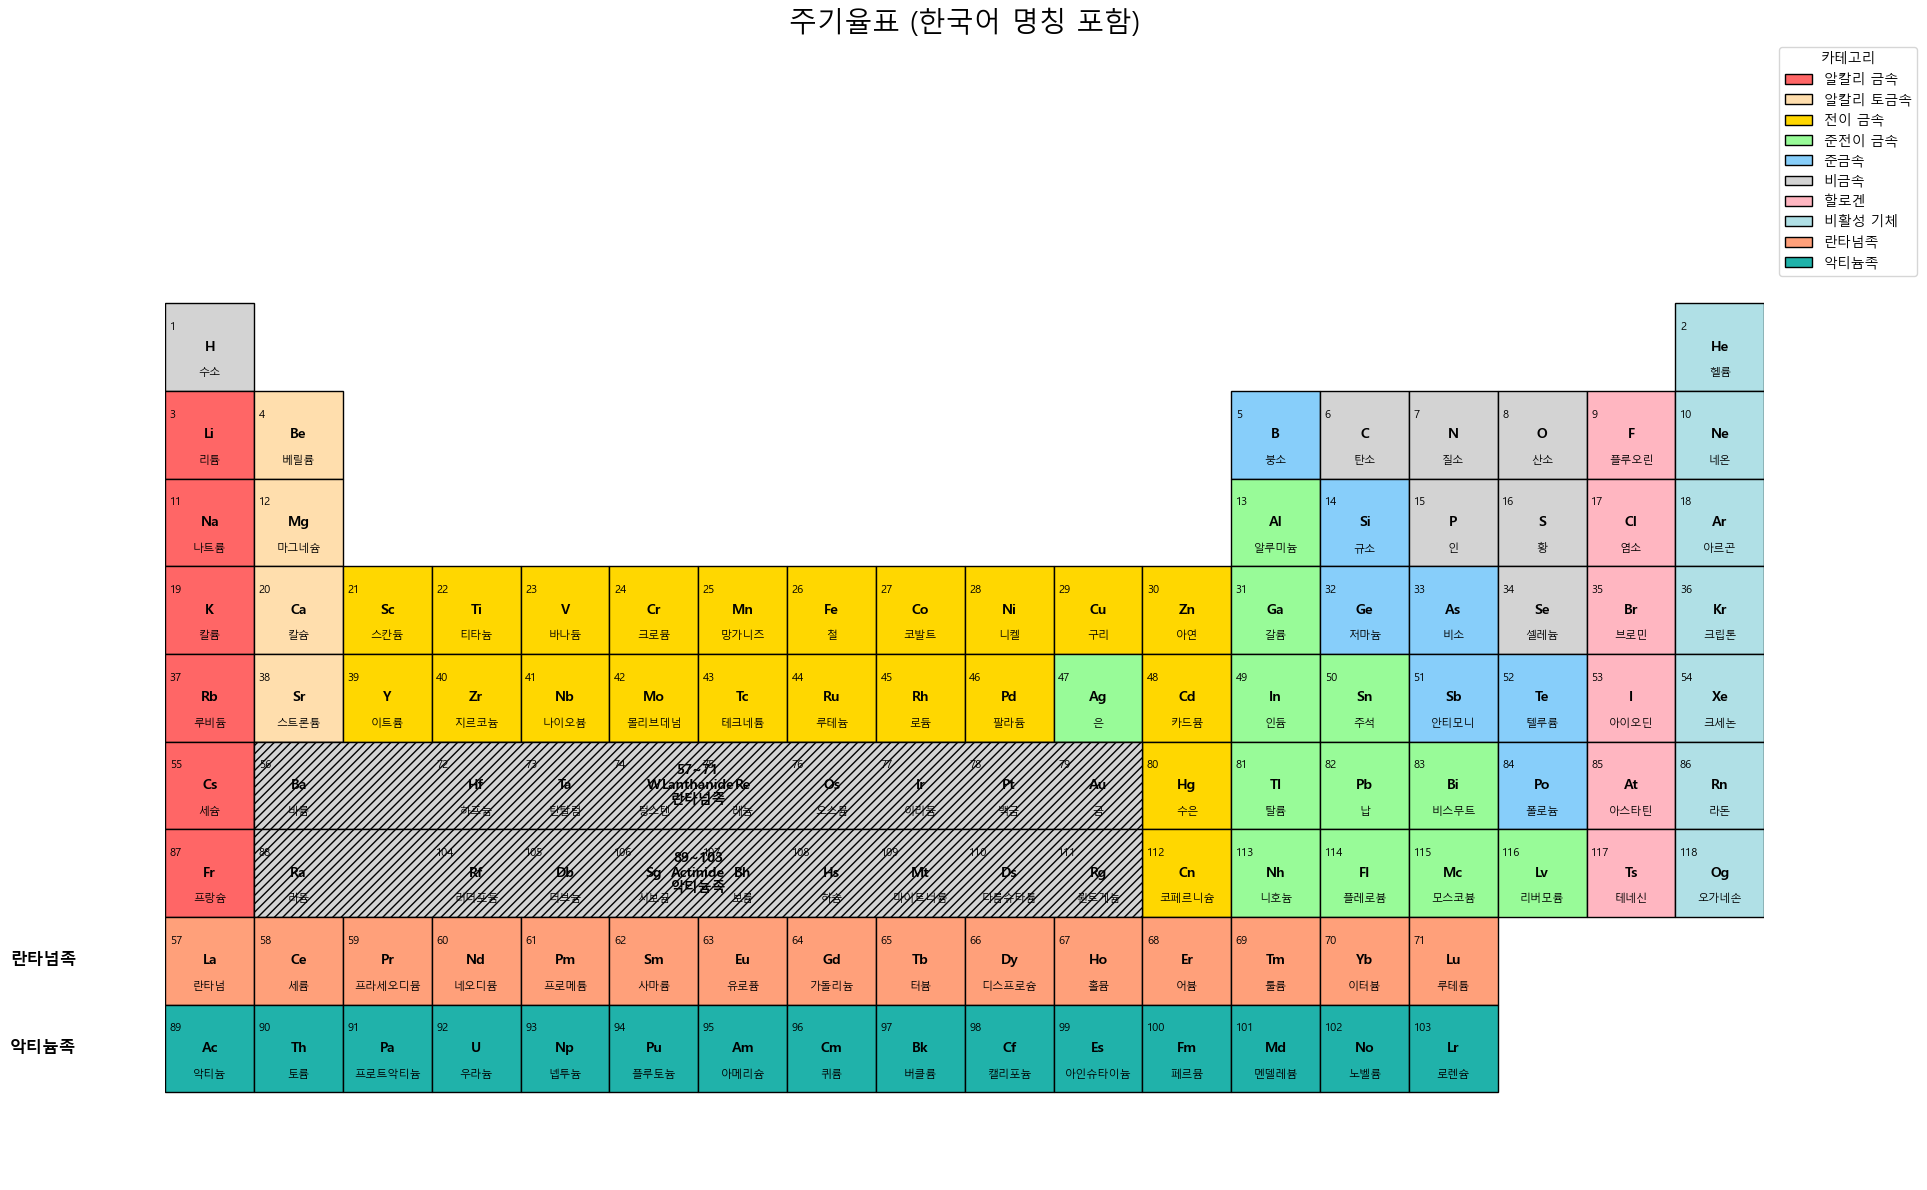 주기율표 (한국어 명칭 포함)
카테고리
알칼리 금속
알칼리 토금속
전이 금속
준전이 금속
준금속
비금속
할로겐
비활성 기체
란타넘족
악티늄족
1 2
H He
수소 헬륨
3 4 5 6 7 8 9 10
Li Be B C N O F Ne
리튬 베릴륨 붕소 탄소 질소 산소 플루오린 네온
11 12 13 14 15 16 17 18
Na Mg Al Si P S Cl Ar
나트륨 마그네슘 알루미늄 규소 인 황 염소 아르곤
19 20 21 22 23 24 25 26 27 28 29 30 31 32 33 34 35 36
K Ca Sc Ti V Cr Mn Fe Co Ni Cu Zn Ga Ge As Se Br Kr
칼륨 칼슘 스칸듐 티타늄 바나듐 크로뮴 망가니즈 철 코발트 니켈 구리 아연 갈륨 저마늄 비소 셀레늄 브로민 크립톤
37 38 39 40 41 42 43 44 45 46 47 48 49 50 51 52 53 54
Rb Sr Y Zr Nb Mo Tc Ru Rh Pd Ag Cd In Sn Sb Te I Xe
루비듐 스트론튬 이트륨 지르코늄 나이오븀 몰리브데넘 테크네튬 루테늄 로듐 팔라듐 은 카드뮴 인듐 주석 안티모니 텔루륨 아이오딘 크세논
55 56 72 73 74 75 76 77 78 79 80 81 82 83 84 85 86
Cs Ba Hf Ta W Re Os Ir Pt Au Hg Tl Pb Bi Po At Rn
세슘 바륨 하프늄 탄탈럼 텅스텐 레늄 오스뮴 이리듐 백금 금 수은 탈륨 납 비스무트 폴로늄 아스타틴 라돈
57~71
Lanthanide
란타넘족
87 88 104 105 106 107 108 109 110 111 112 113 114 115 116 117 118
Fr Ra Rf Db Sg Bh Hs Mt Ds Rg Cn Nh Fl Mc Lv Ts Og
프랑슘 라듐 러더포듐 더브늄 시보귬 보륨 하슘 마이트너륨 다름슈타튬 뢴트게늄 코페르니슘 니호늄 플레로븀 모스코븀 리버모륨 테네신 오가네손
89~103
Actinide
악티늄족
57 58 59 60 61 62 63 64 65 66 67 68 69 70 71
란타넘족 La Ce Pr Nd Pm Sm Eu Gd Tb Dy Ho Er Tm Yb Lu
란타넘 세륨 프라세오디뮴 네오디뮴 프로메튬 사마륨 유로퓸 가돌리늄 터븀 디스프로슘 홀뮴 어븀 툴륨 이터븀 루테튬
89 90 91 92 93 94 95 96 97 98 99 100 101 102 103
악티늄족 Ac Th Pa U Np Pu Am Cm Bk Cf Es Fm Md No Lr
악티늄 토륨 프로트악티늄 우라늄 넵투늄 플루토늄 아메리슘 퀴륨 버클륨 캘리포늄 아인슈타이늄 페르뮴 멘델레븀 노벨륨 로렌슘